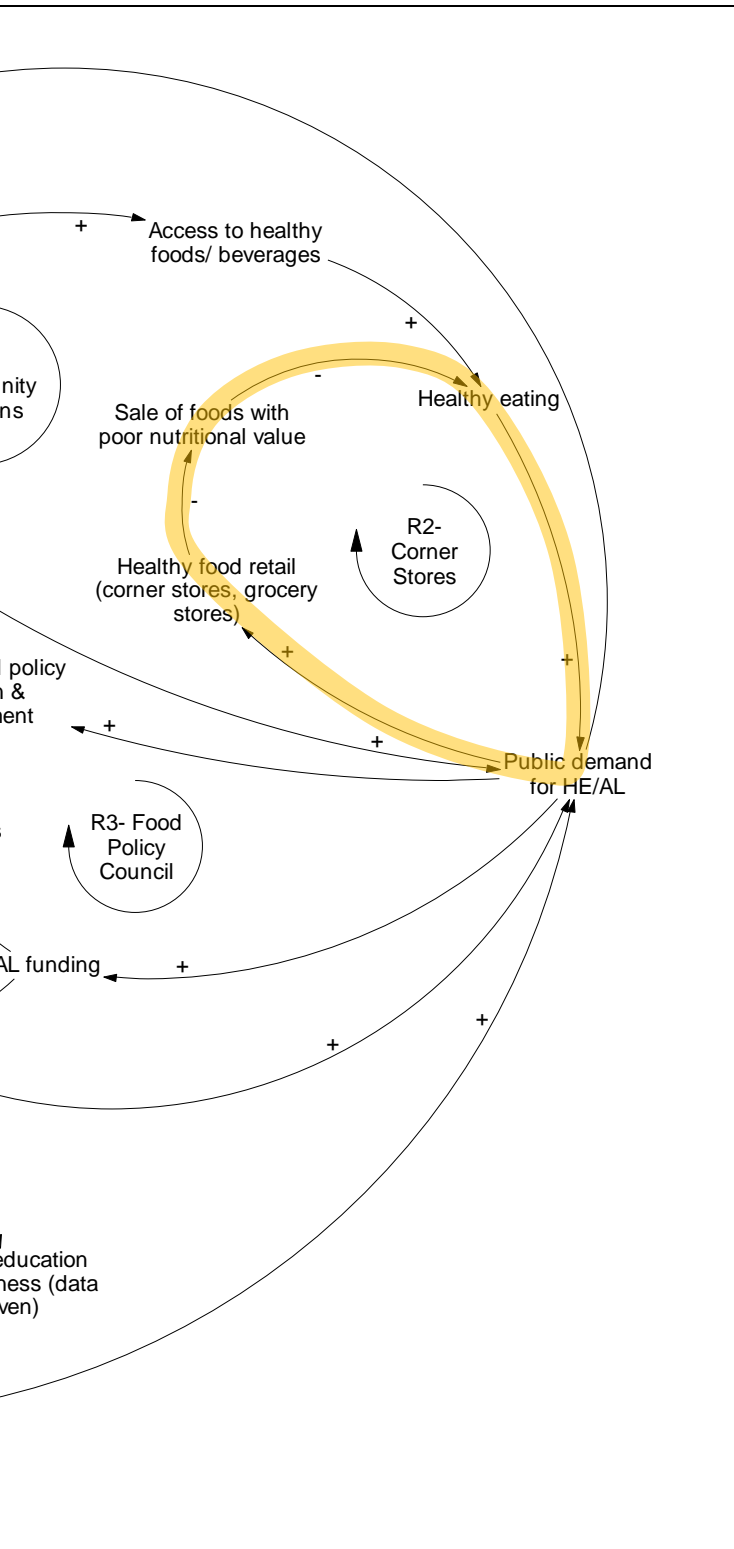 +
Access to healthy
foods/ beverages
+
nity
ns
-
Healthy eating
Sale of foods with
poor nutritional value
-
R2-
Corner
Stores
Healthy food retail
(corner stores, grocery
stores)
+
+
policy
&
ment
+
+
Public demand
for HE/AL
R3- Food
Policy
Council
s
AL funding
+
+
+
education
ness (data
ven)